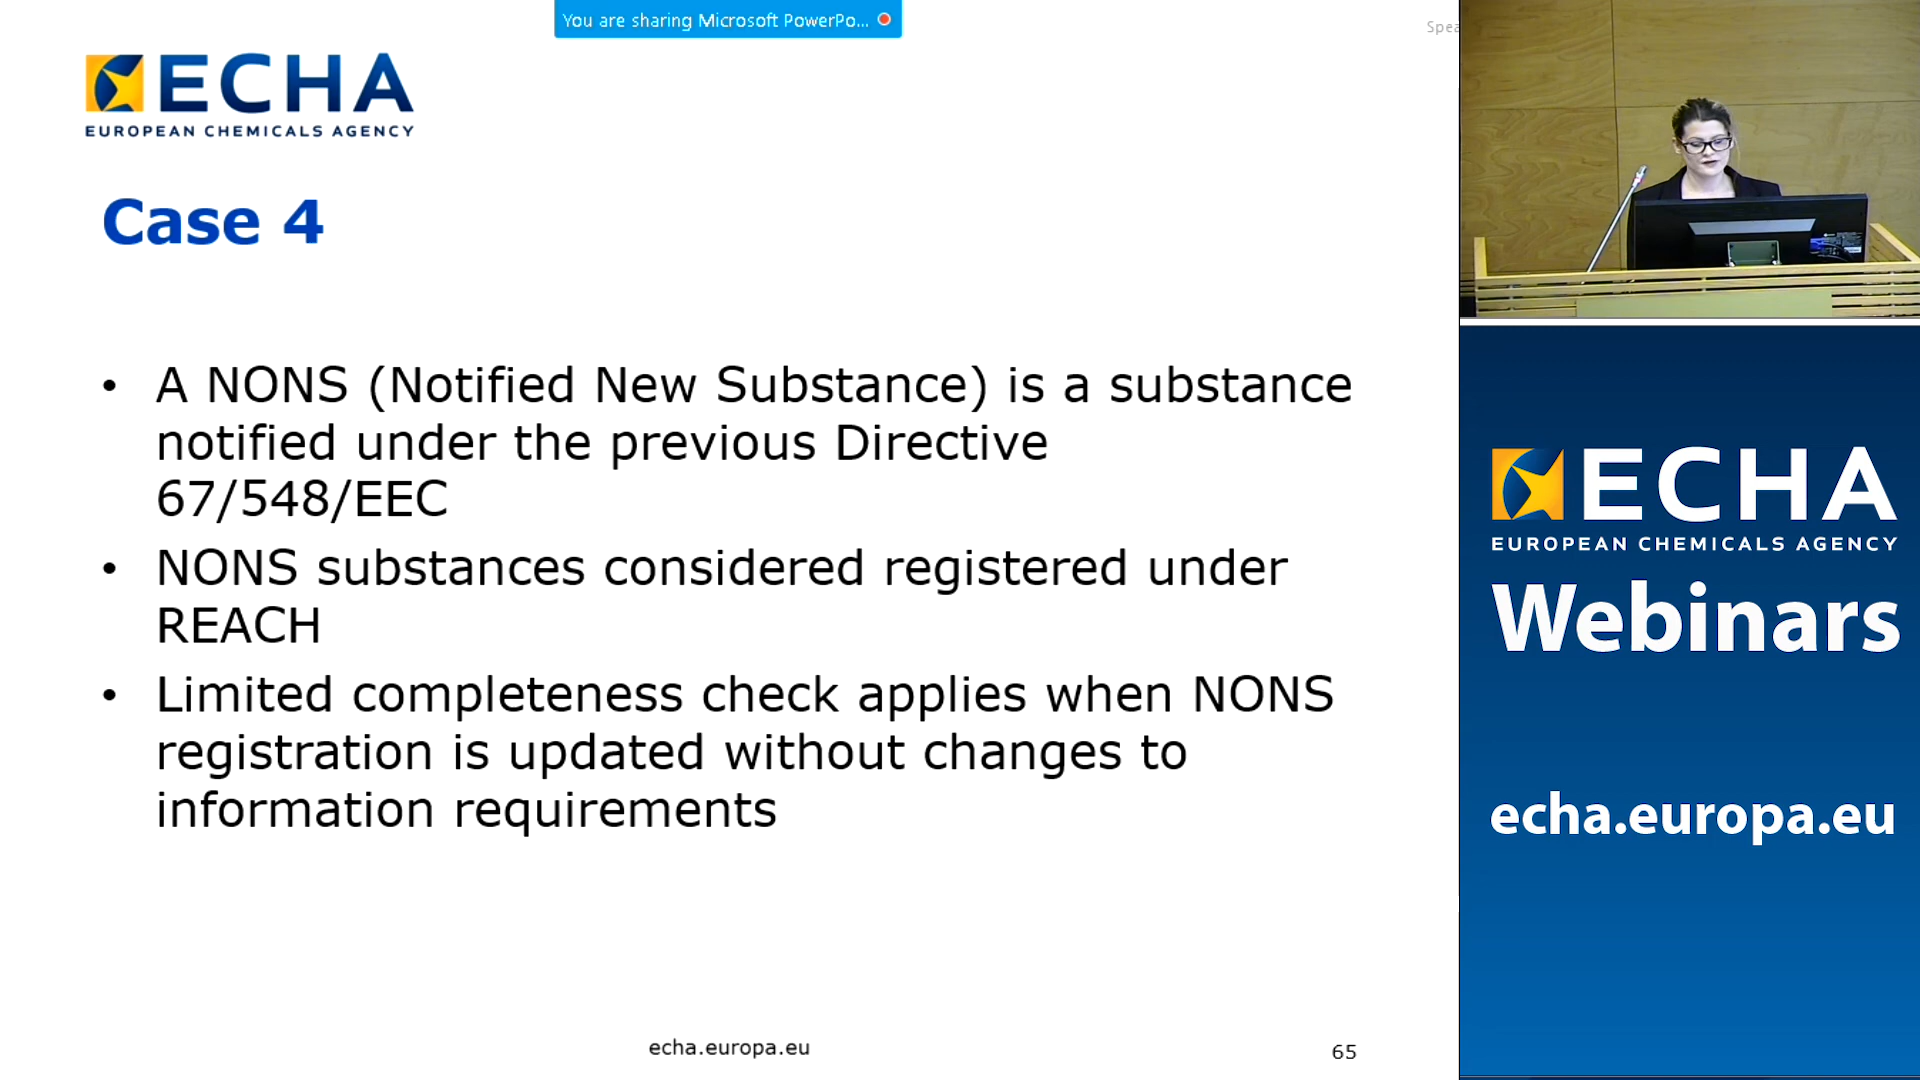 You are sharing Microsoft PowerPo...
Spea
ECHA
EUROPEAN CHEMICALS AGENCY
Case 4
• A NONS (Notified New Substance) is a substance
notified under the previous Directive
67/548/EEC
• NONS substances considered registered under
REACH
• Limited completeness check applies when NONS
registration is updated without changes to
information requirements
echa.europa.eu
65
ECHA
EUROPEAN CHEMICALS AGENCY
Webinars
echa.europa.eu